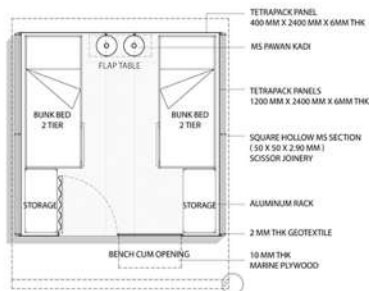 TETRAPACK PANEL
400 MM X 2400 MM X 6MM THK
MS PAWAN KADI
FLAP TABLE
TETRAPACK PANELS
1200 MM X 2400 MM X 6MM THK
BUNK BED
2 TIER
BUNK BED
2 TIER
SQUARE HOLLOW MS SECTION
( 50 X 50 X 2.90 MM )
SCISSOR JOINERY
STORAGE
STORAGE
ALUMINUM RACK
2 MM THK GEOTEXTILE
BENCH CUM OPENING
10 MM THK
MARINE PLYWOOD